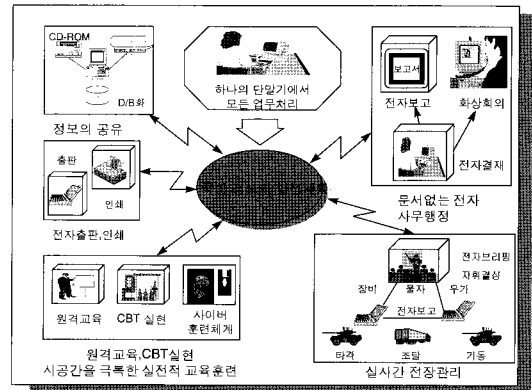 CD-ROM
D/B화
정보의 공유
하나의 단말기에서
모든 업무처리
보고서
전자보고
화상회의
전자결재
문서없는 전자
사무행정
출판
인쇄
전자출판,인쇄
원격교육
CBT 실현
사이버
훈련체계
원격교육,CBT실현
시공간을 극복한 실전적 교육훈련
전자브리핑
지휘결심
장비
물자
무기
전자보고
타격
조달
기동
실시간 전장관리